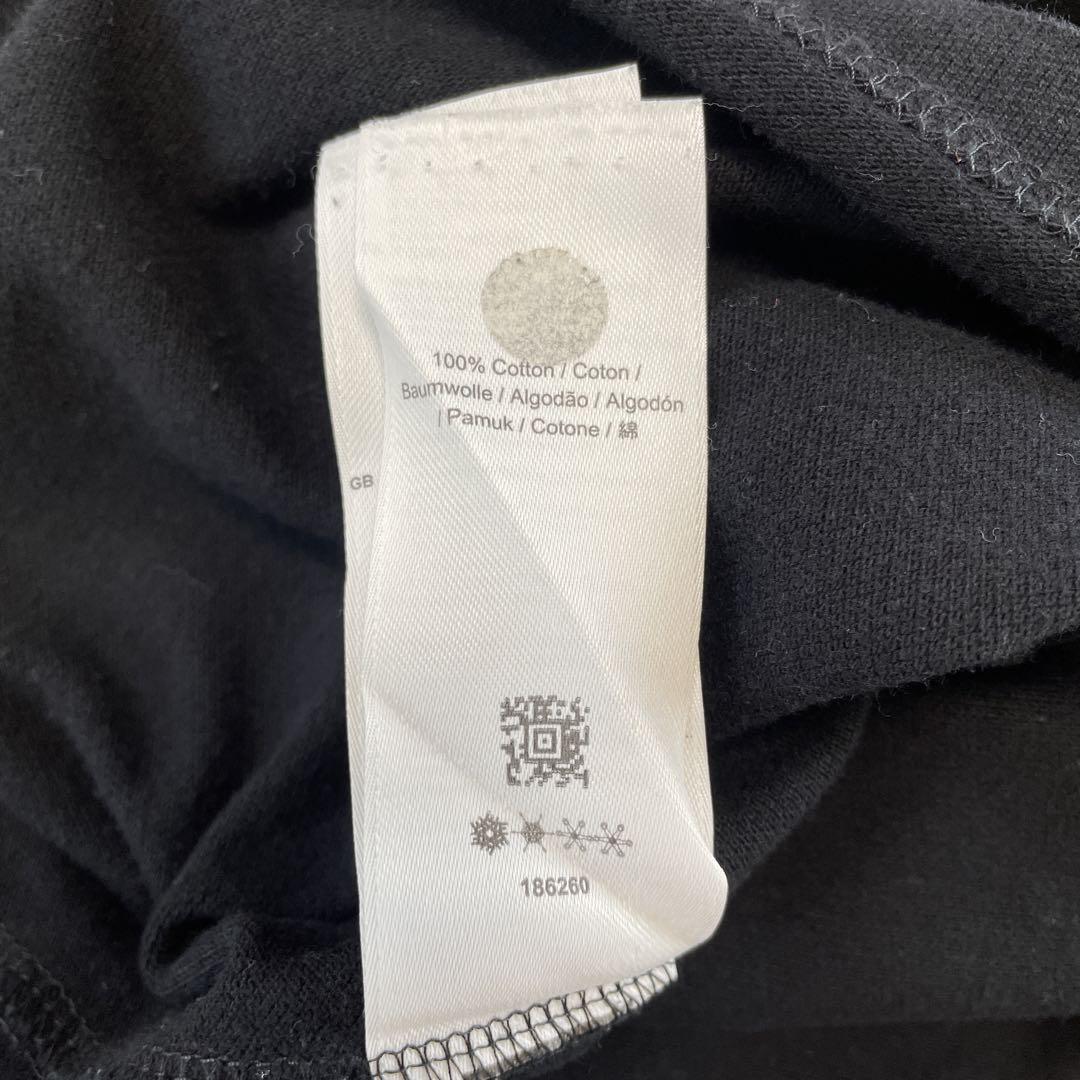 100% Cotton / Coton /
Baumwolle / Algodão / Algodón
/ Pamuk / Cotone / 綿
GB
186260